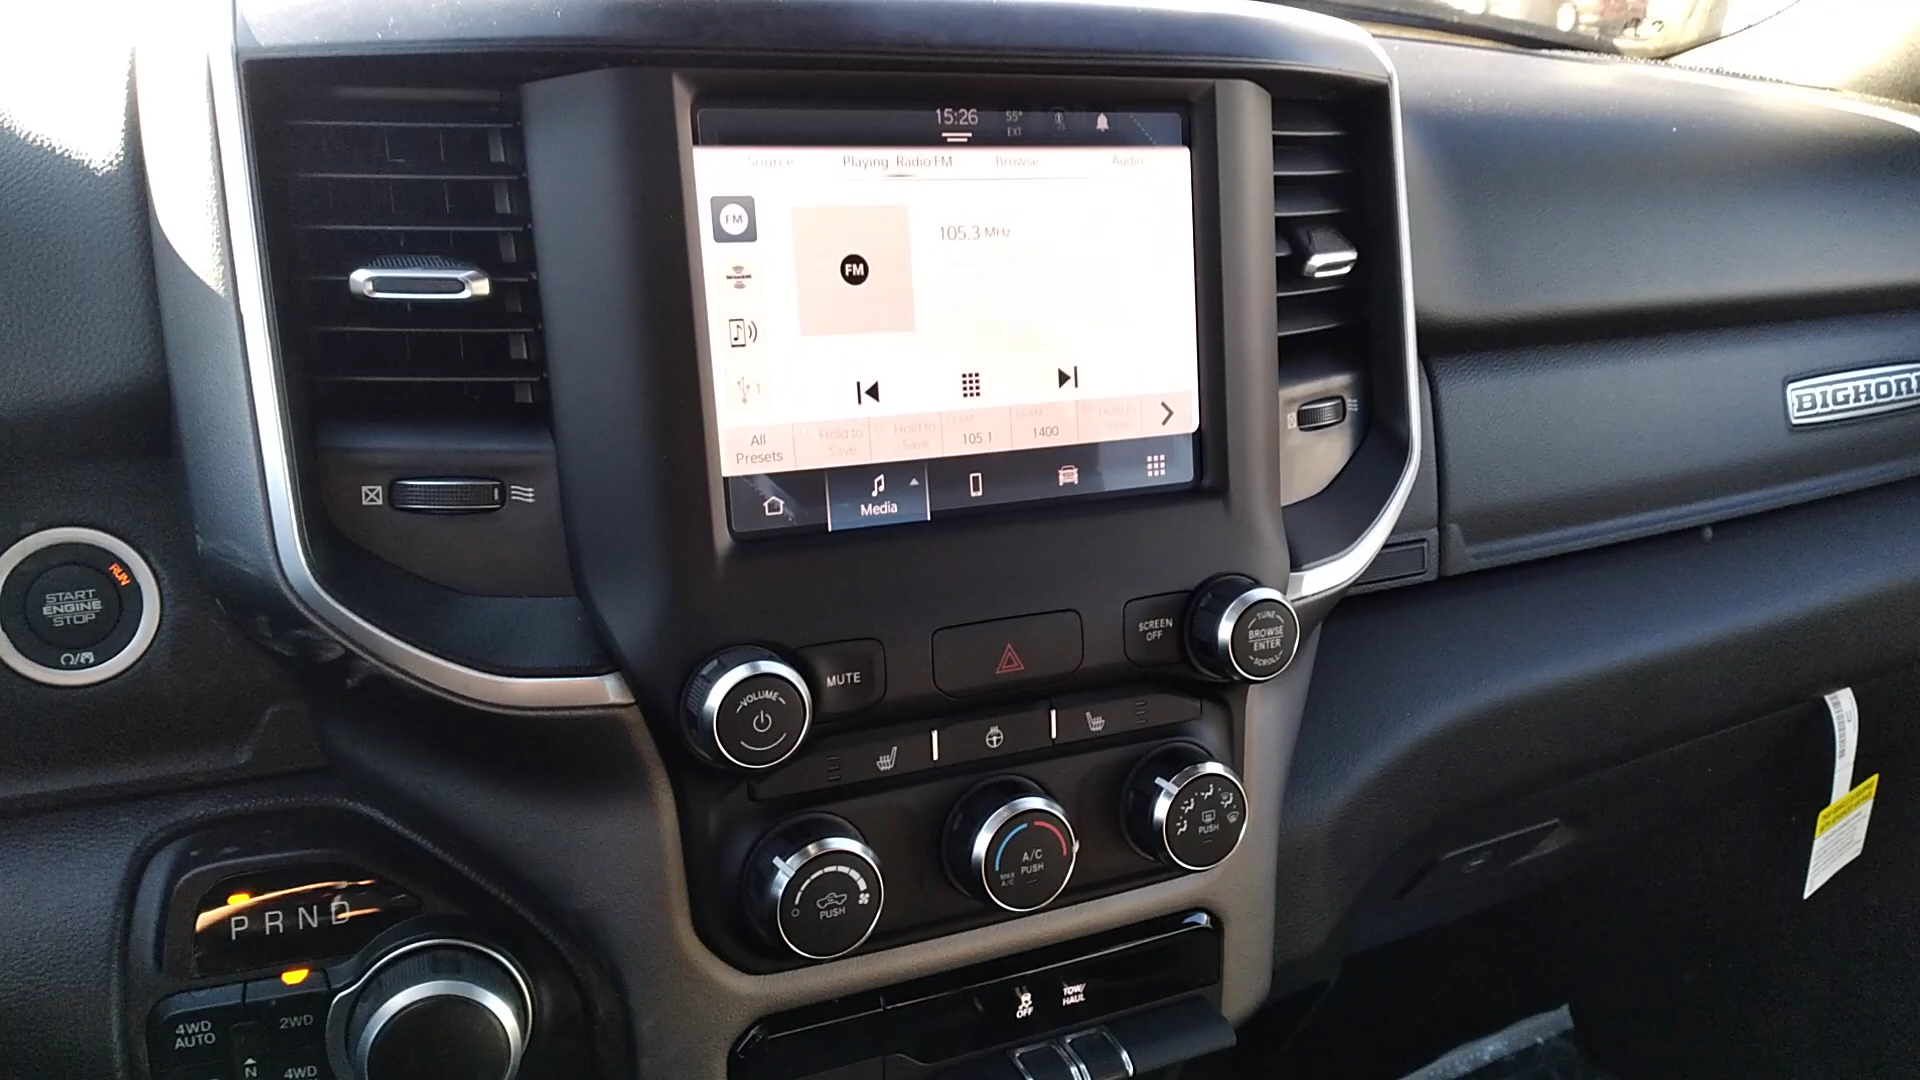 15:26
55°
EXT
Source
Playing Radio FM
Browse
Audio
FM
105.3 MHz
FM
1
All
Presets
Hold to
Save
Hold to
Save
105.1
1400
Hold to
Save
Media
BIGHORN
RUN
START
ENGINE
STOP
SCREEN
OFF
TUNE
BROWSE
ENTER
SCROLL
MUTE
VOLUME
A/C
PUSH
MAX
A/C
PUSH
PUSH
P R N D
OFF
TOW/
HAUL
4WD
AUTO
2WD
N
4WD